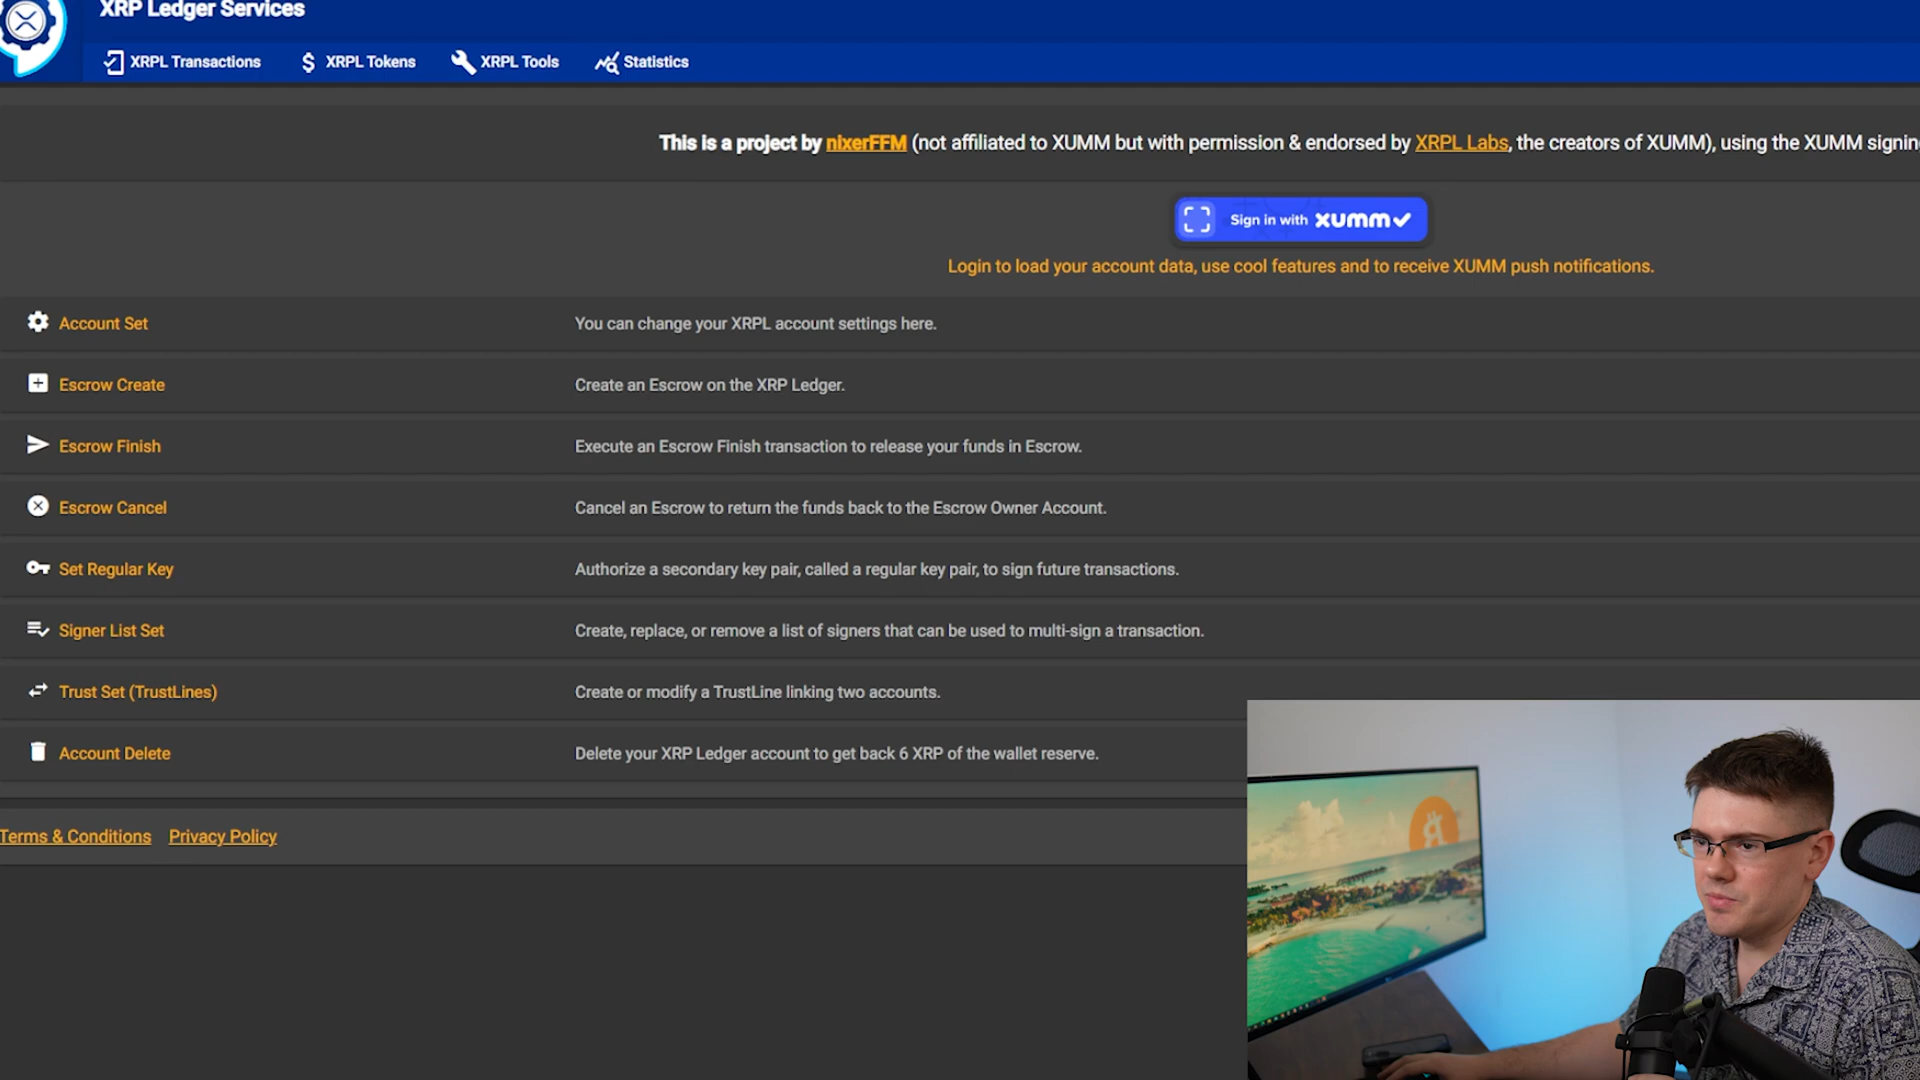 XRP Ledger Services
XRPL Transactions
XRPL Tokens
XRPL Tools
Statistics
This is a project by nixerFFM (not affiliated to XUMM but with permission & endorsed by XRPL Labs, the creators of XUMM), using the XUMM signin
Sign in with xumm
Login to load your account data, use cool features and to receive XUMM push notifications.
Account Set
You can change your XRPL account settings here.
Escrow Create
Create an Escrow on the XRP Ledger.
Escrow Finish
Execute an Escrow Finish transaction to release your funds in Escrow.
Escrow Cancel
Cancel an Escrow to return the funds back to the Escrow Owner Account.
Set Regular Key
Authorize a secondary key pair, called a regular key pair, to sign future transactions.
Signer List Set
Create, replace, or remove a list of signers that can be used to multi-sign a transaction.
Trust Set (TrustLines)
Create or modify a TrustLine linking two accounts.
Account Delete
Delete your XRP Ledger account to get back 6 XRP of the wallet reserve.
Terms & Conditions
Privacy Policy